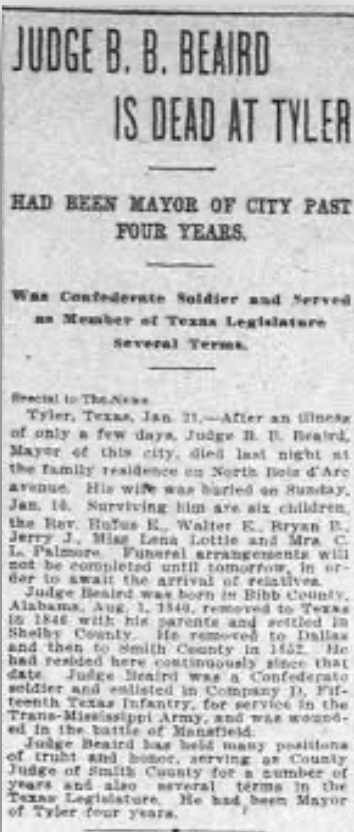 JUDGE B. B. BEAIRD
IS DEAD AT TYLER
HAD BEEN MAYOR OF CITY PAST
FOUR YEARS.
Was Confederate Soldier and Served
as Member of Texas Legislature
Several Terms.
Special to The News.
Tyler, Texas, Jan. 21.—After an illness
of only a few days, Judge B. B. Beaird,
Mayor of this city, died last night at
the family residence on North Bois d'Arc
avenue. His wife was buried on Sunday,
Jan. 16. Surviving him are six children,
the Rev. Rufus E., Walter E., Bryan B.,
Jerry J., Miss Lena Lottie and Mrs. C.
L. Palmore. Funeral arrangements will
not be completed until tomorrow, in or-
der to await the arrival of relatives.
Judge Beaird was born in Bibb County,
Alabama, Aug. 1, 1840, removed to Texas
in 1846 with his parents and settled in
Shelby County. He removed to Dallas
and then to Smith County in 1852. He
had resided here continuously since that
date. Judge Beaird was a Confederate
soldier and enlisted in Company D, Fif-
teenth Texas Infantry, for service in the
Trans-Mississippi Army, and was wound-
ed in the battle of Mansfield.
Judge Beaird has held many positions
of truht and honor, serving as County
Judge of Smith County for a number of
years and also several terms in the
Texas Legislature. He had been Mayor
of Tyler four years.